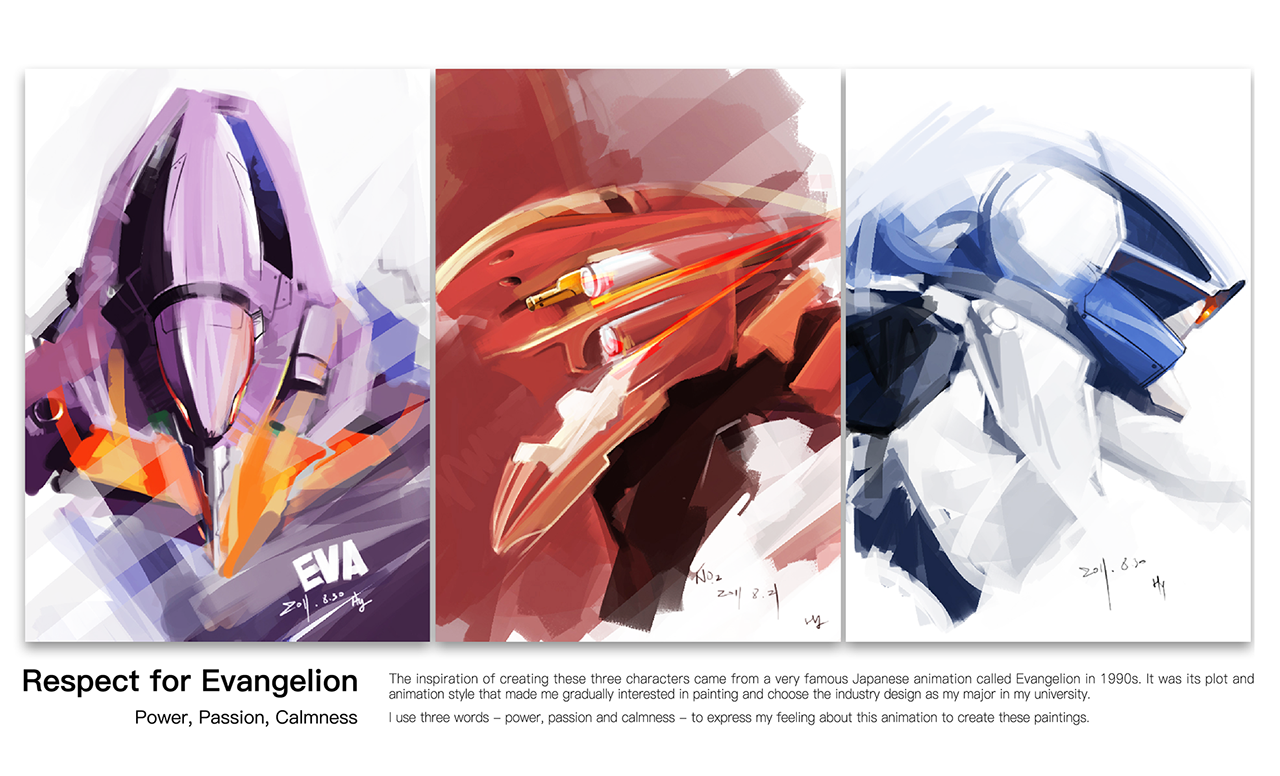 EVA
2011.8.30 Hy
NO2
2011 8.21
Hy
2011.8.30
Hy
Respect for Evangelion
Power, Passion, Calmness
The inspiration of creating these three characters came from a very famous Japanese animation called Evangelion in 1990s. It was its plot and
animation style that made me gradually interested in painting and choose the industry design as my major in my university.
I use three words – power, passion and calmness – to express my feeling about this animation to create these paintings.